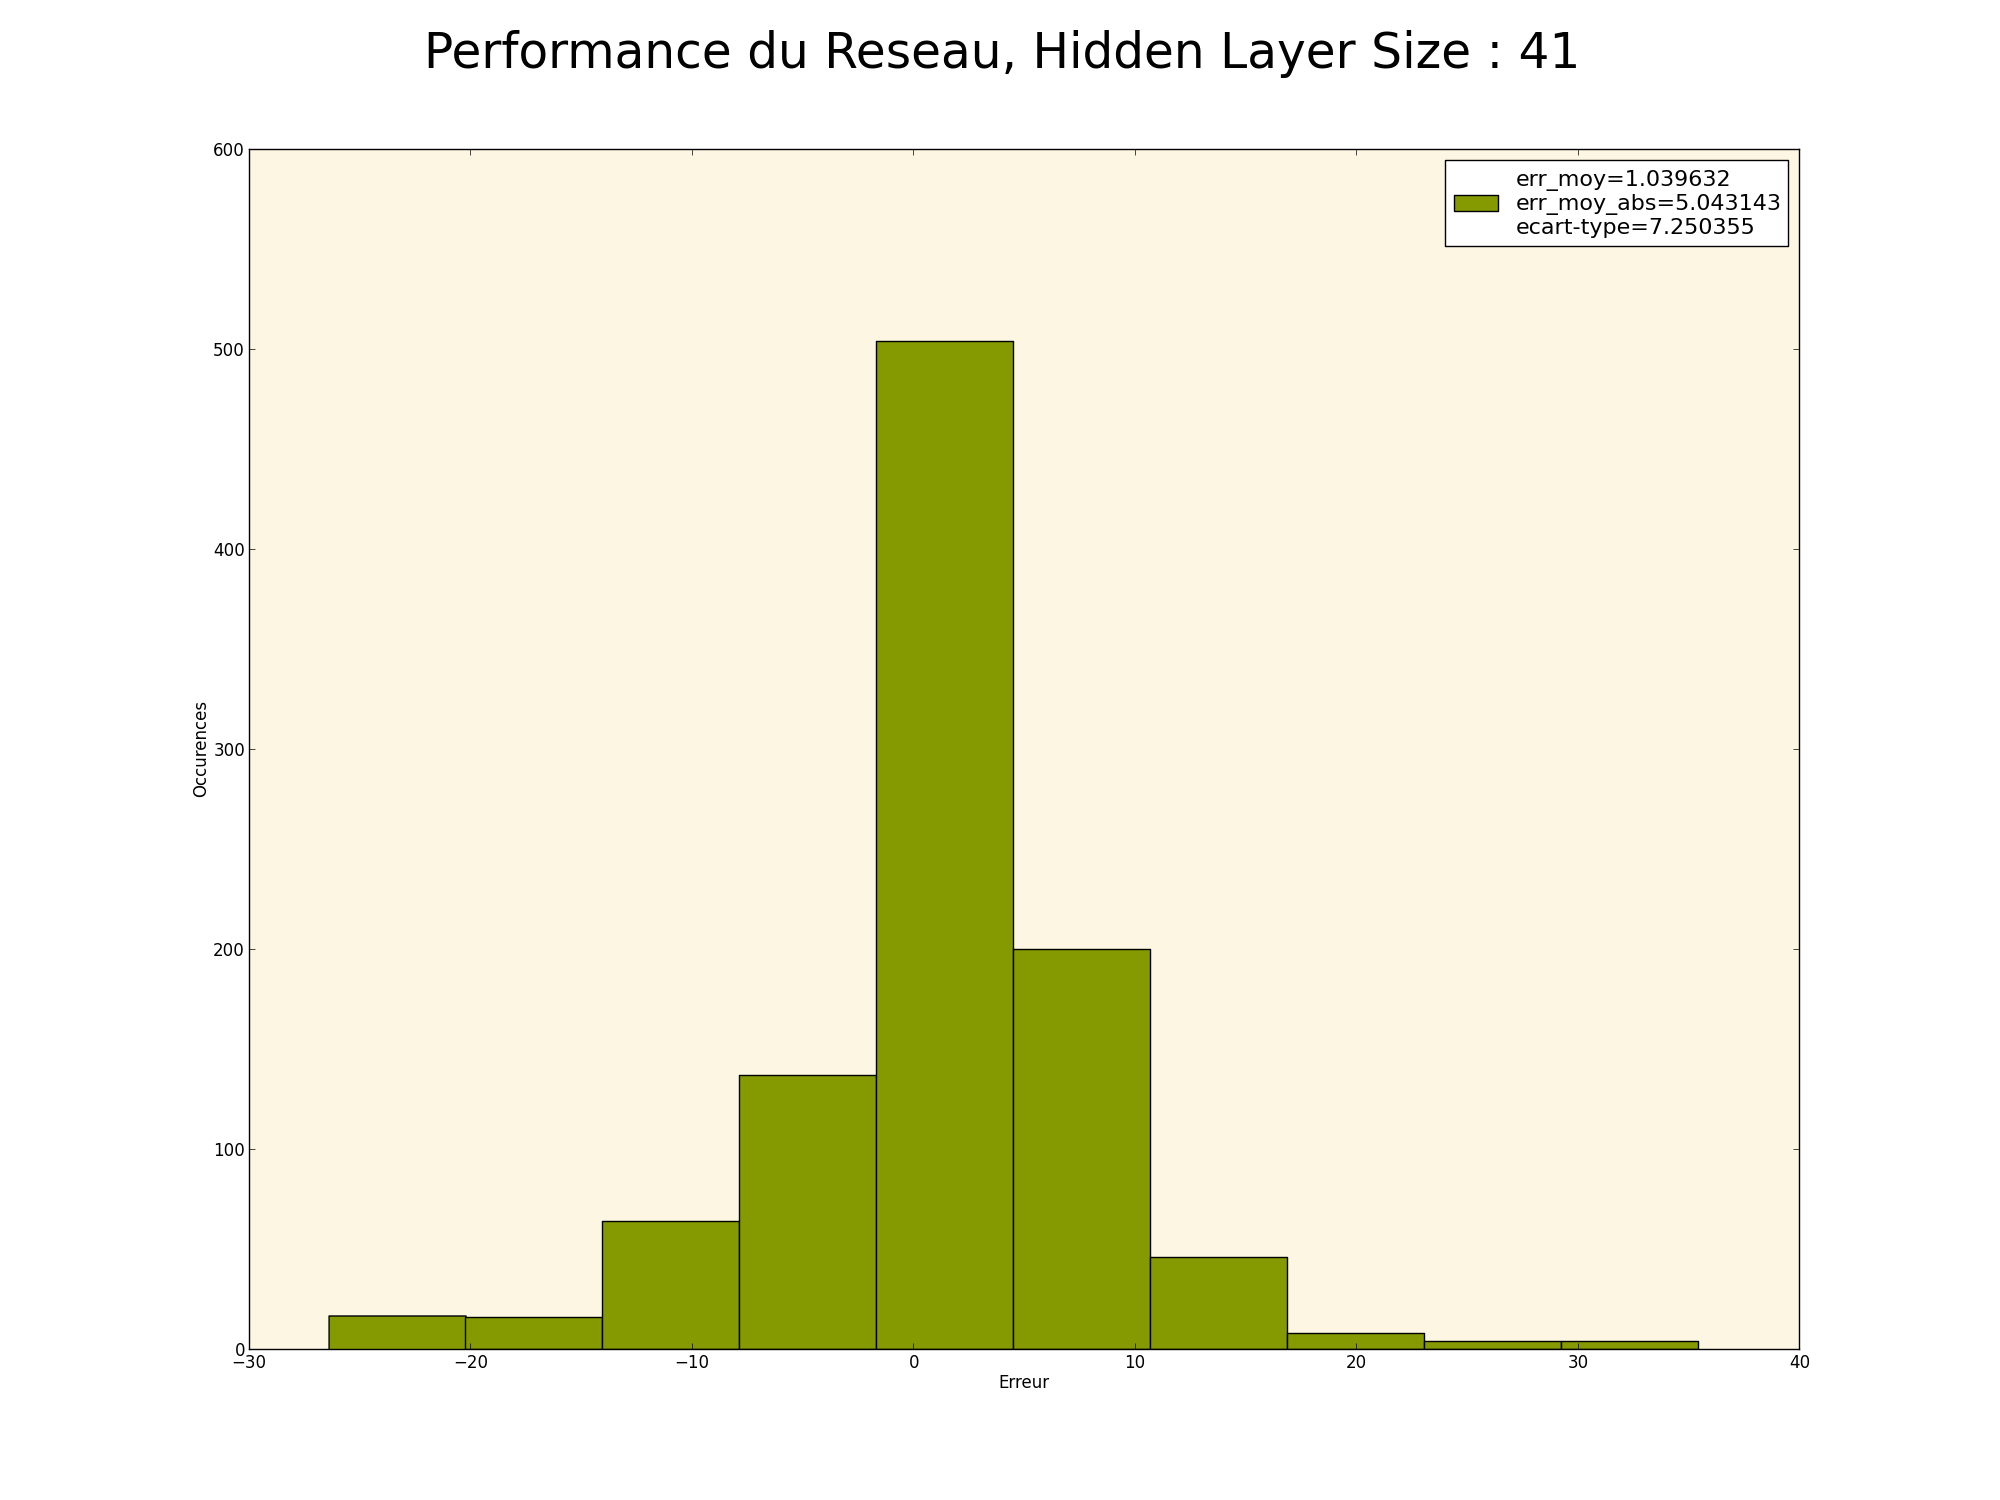 Performance du Reseau, Hidden Layer Size : 41
600
err_moy=1.039632
err_moy_abs=5.043143
ecart-type=7.250355
500
400
300
Occurences
200
100
0
−30
−20
−10
0
10
20
30
40
Erreur